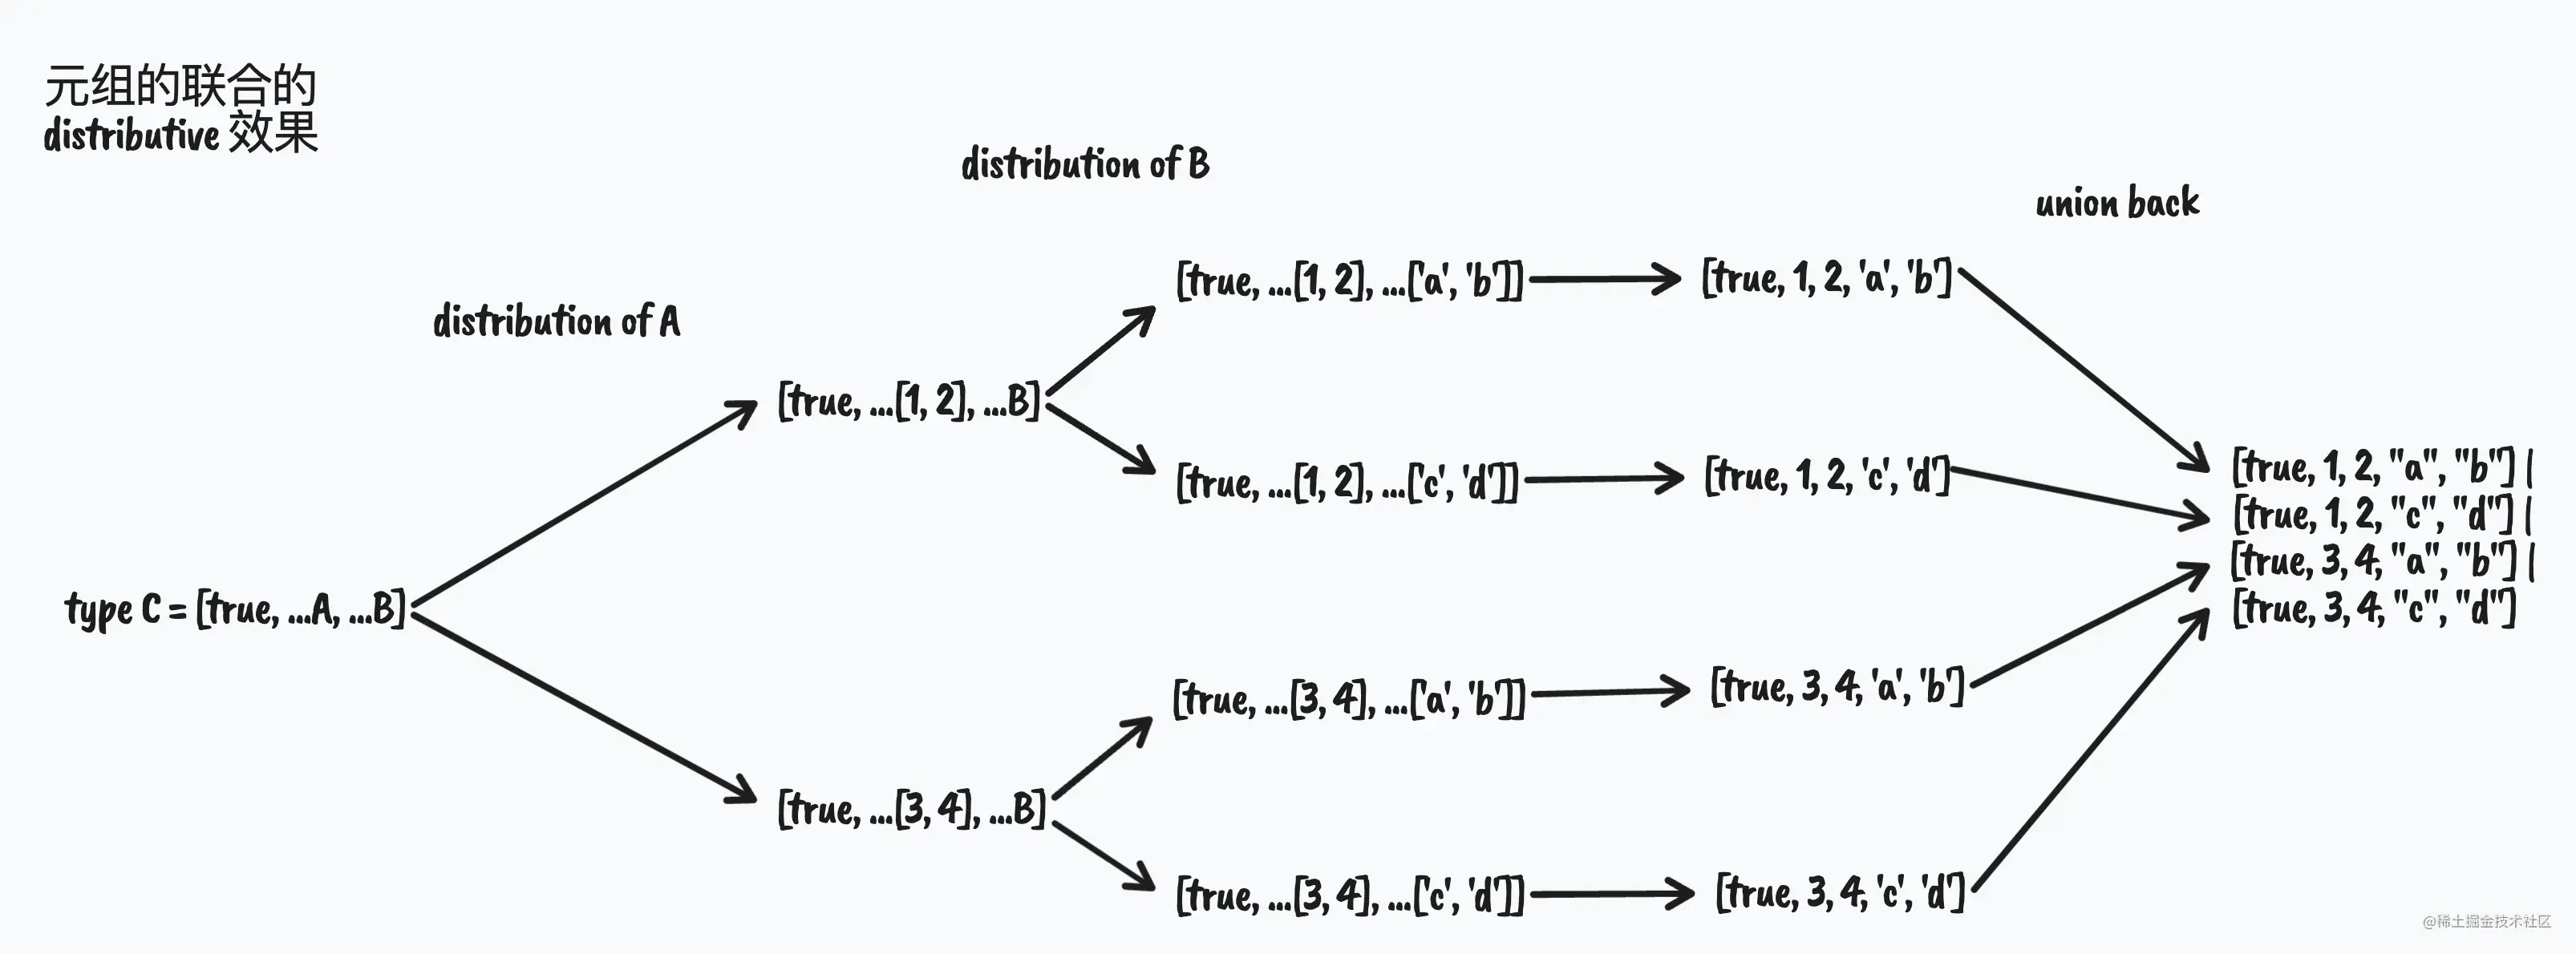 元组的联合的
distributive 效果
distribution of B
union back
distribution of A
[true, ...[1, 2], ...['a', 'b']]
[true, 1, 2, 'a', 'b']
[true, ...[1, 2], ...B]
[true, 1, 2, "a", "b"] |
[true, ...[1, 2], ...['c', 'd']]
[true, 1, 2, 'c', 'd']
[true, 1, 2, "c", "d"] |
[true, 3, 4, "a", "b"] |
type C = [true, ...A, ...B]
[true, 3, 4, "c", "d"]
[true, ...[3, 4], ...['a', 'b']]
[true, 3, 4, 'a', 'b']
[true, ...[3, 4], ...B]
[true, ...[3, 4], ...['c', 'd']]
[true, 3, 4, 'c', 'd']
@稀土掘金技术社区